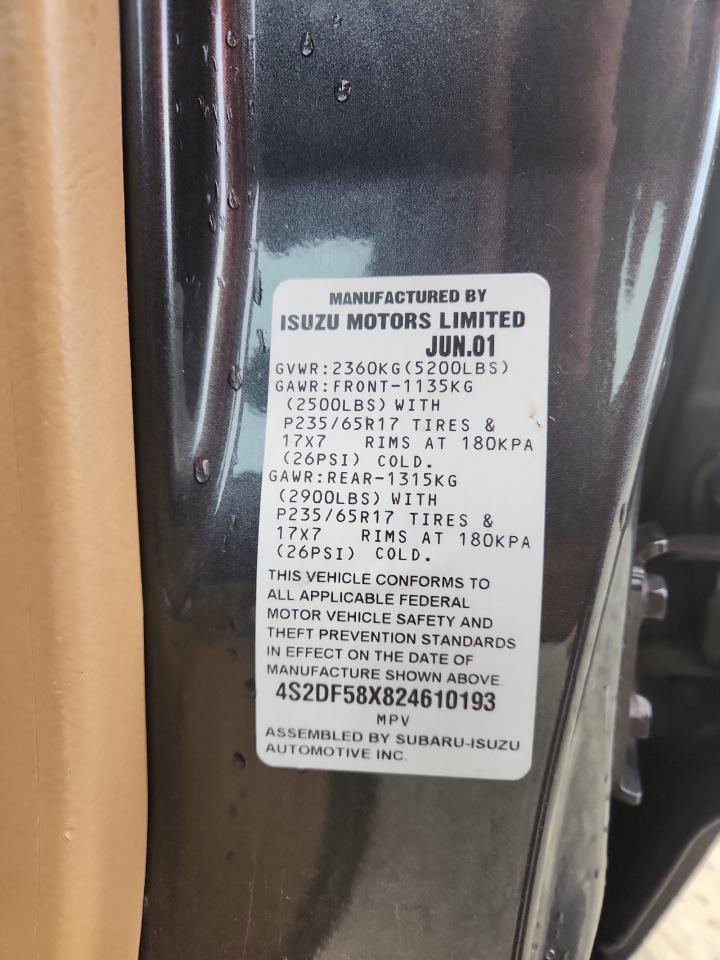 MANUFACTURED BY
ISUZU MOTORS LIMITED
JUN.01
GVWR:2360KG(5200LBS)
GAWR:FRONT-1135KG
(2500LBS) WITH
P235/65R17 TIRES &
17X7 RIMS AT 180KPA
(26PSI) COLD.
GAWR:REAR-1315KG
(2900LBS) WITH
P235/65R17 TIRES &
17X7 RIMS AT 180KPA
(26PSI) COLD.
THIS VEHICLE CONFORMS TO
ALL APPLICABLE FEDERAL
MOTOR VEHICLE SAFETY AND
THEFT PREVENTION STANDARDS
IN EFFECT ON THE DATE OF
MANUFACTURE SHOWN ABOVE
4S2DF58X824610193
MPV
ASSEMBLED BY SUBARU-ISUZU
AUTOMOTIVE INC.